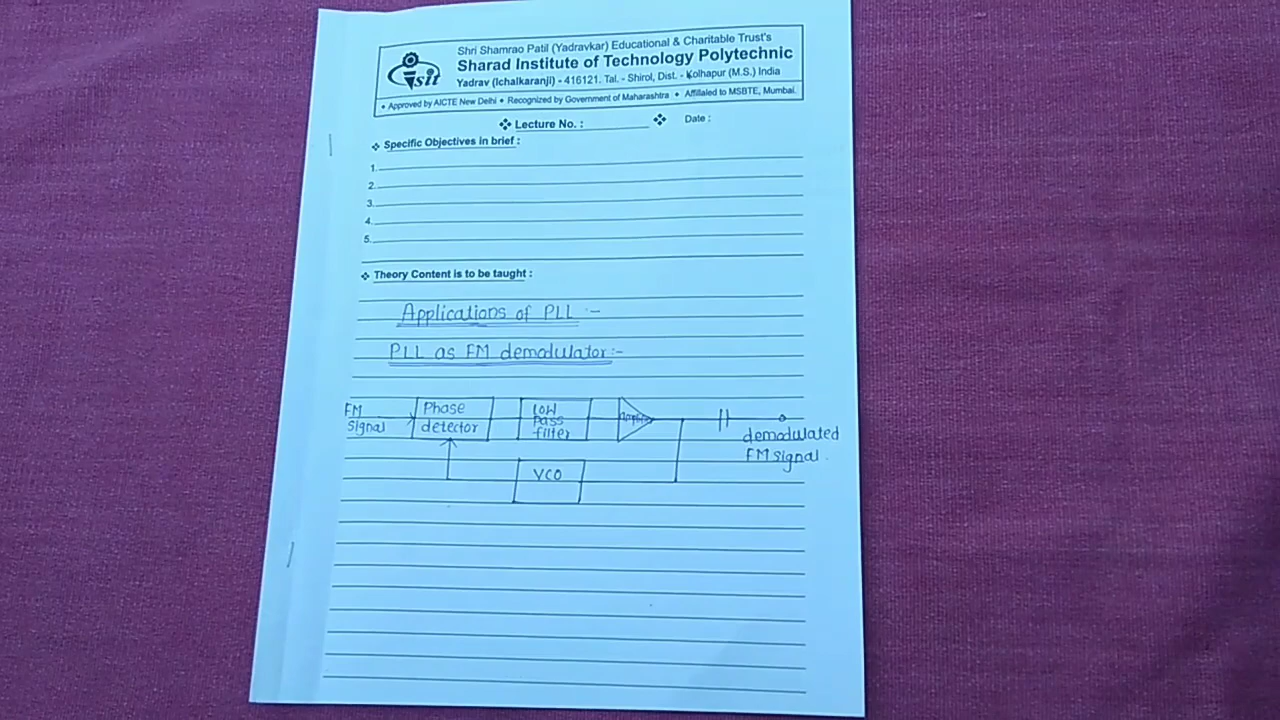 Shri Shamrao Patil (Yadravkar) Educational & Charitable Trust's
Sharad Institute of Technology Polytechnic
Yadrav (Ichalkaranji) - 416121. Tal. - Shirol, Dist. - Kolhapur (M.S.) India
sit
• Approved by AICTE New Delhi • Recognized by Government of Maharashtra • Affilaled to MSBTE, Mumbai.
❖ Lecture No. : ❖ Date :
❖ Specific Objectives in brief :
1.
2.
3.
4.
5.
❖ Theory Content is to be taught :
Applications of PLL :-
PLL as FM demodulator:-
FM
Signal
Phase
detector
Low
pass
filter
Amplifier
demodulated
FM signal.
VCO